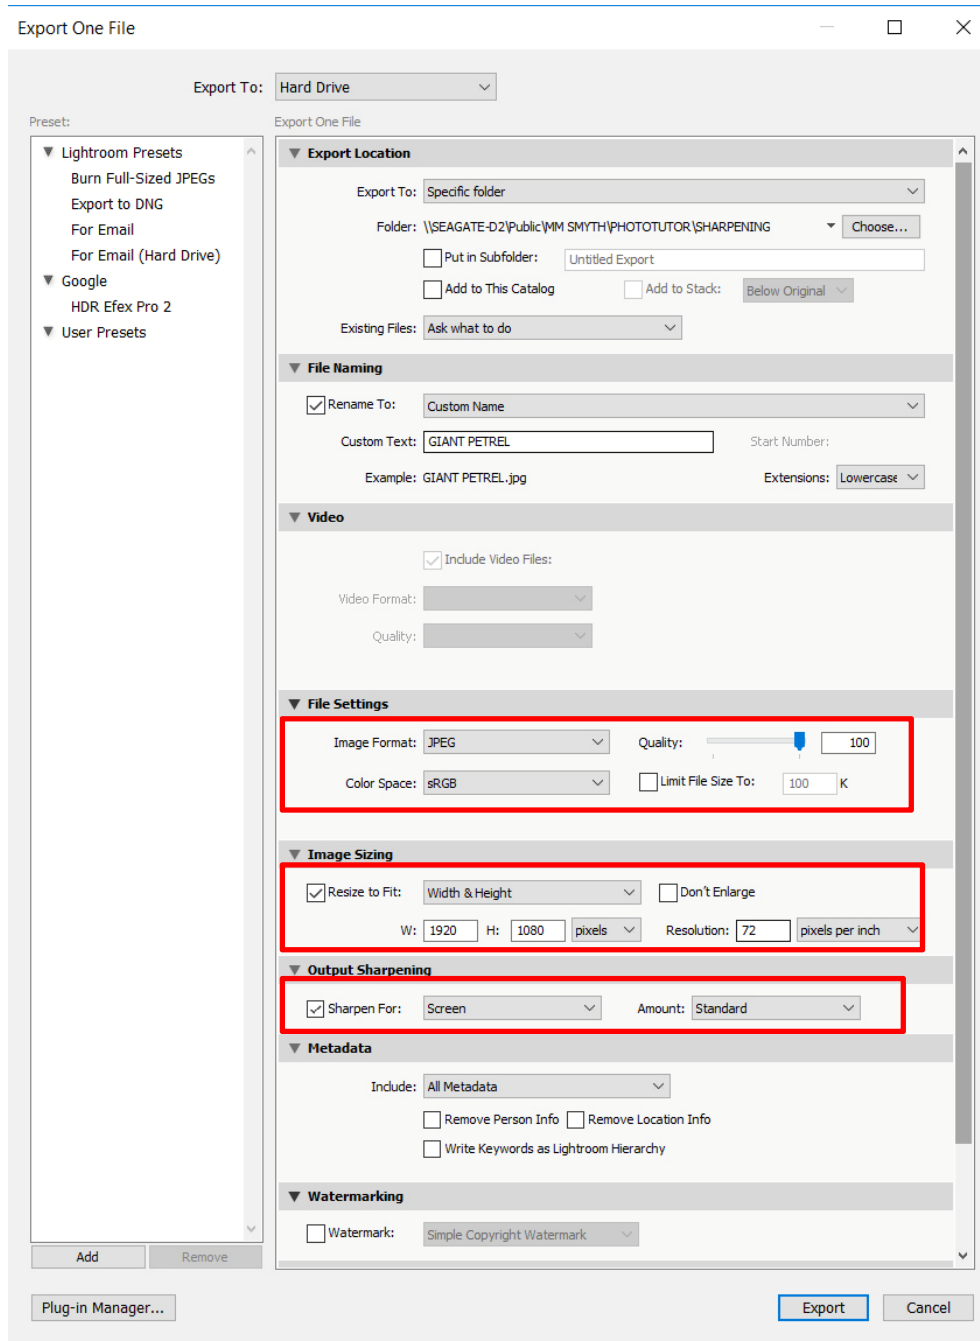 Export One File
Export To: Hard Drive
Preset:
Lightroom Presets
Burn Full-Sized JPEGs
Export to DNG
For Email
For Email (Hard Drive)
Google
HDR Efex Pro 2
User Presets
Add Remove
Export One File
Export Location
Export To: Specific folder
Folder: \\SEAGATE-D2\Public\MM SMYTH\PHOTOTUTOR\SHARPENING Choose...
Put in Subfolder: Untitled Export
Add to This Catalog Add to Stack: Below Original
Existing Files: Ask what to do
File Naming
Rename To: Custom Name
Custom Text: GIANT PETREL Start Number:
Example: GIANT PETREL.jpg Extensions: Lowercase
Video
Include Video Files:
Video Format:
Quality:
File Settings
Image Format: JPEG Quality: 100
Color Space: sRGB Limit File Size To: 100 K
Image Sizing
Resize to Fit: Width & Height Don't Enlarge
W: 1920 H: 1080 pixels Resolution: 72 pixels per inch
Output Sharpening
Sharpen For: Screen Amount: Standard
Metadata
Include: All Metadata
Remove Person Info Remove Location Info
Write Keywords as Lightroom Hierarchy
Watermarking
Watermark: Simple Copyright Watermark
Plug-in Manager... Export Cancel